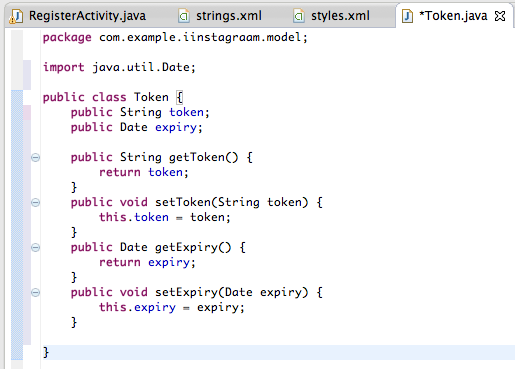 RegisterActivity.java strings.xml styles.xml *Token.java
package com.example.iinstagraam.model;
import java.util.Date;
public class Token {
public String token;
public Date expiry;
public String getToken() {
return token;
}
public void setToken(String token) {
this.token = token;
}
public Date getExpiry() {
return expiry;
}
public void setExpiry(Date expiry) {
this.expiry = expiry;
}
}